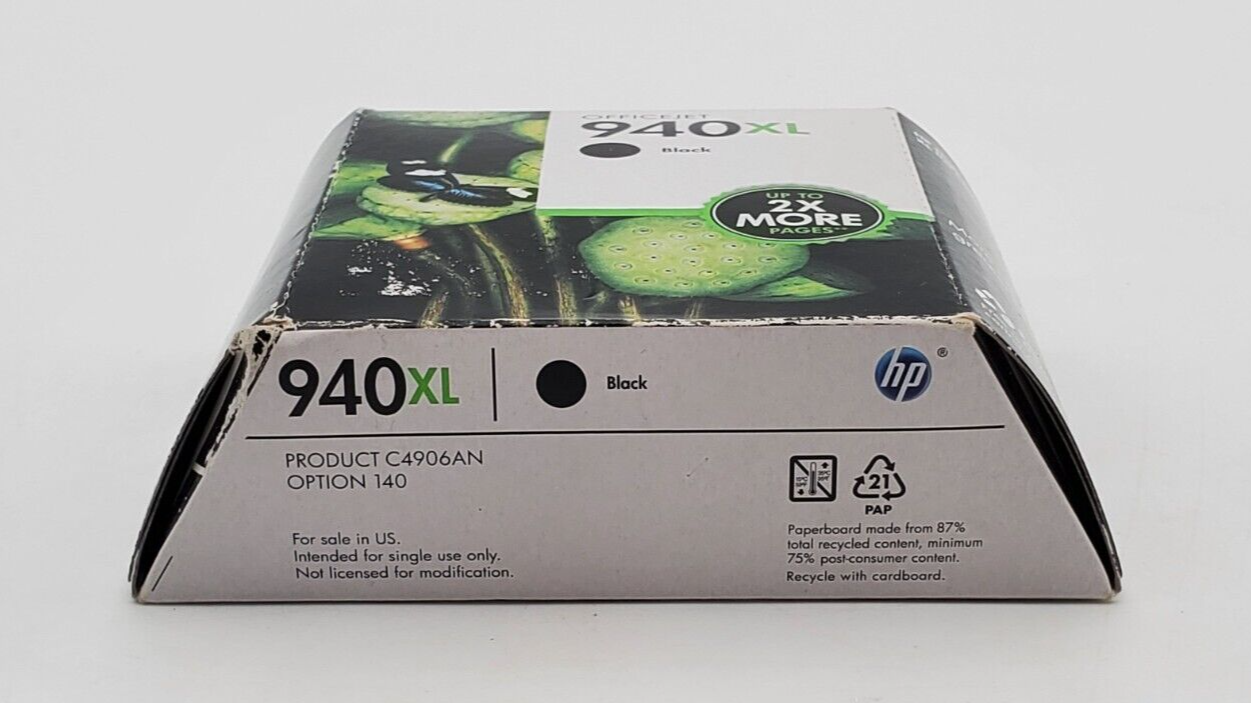 OFFICEJET
940XL
Black
UP TO
2X
MORE
PAGES**
940XL
Black
hp®
PRODUCT C4906AN
OPTION 140
21
PAP
For sale in US.
Intended for single use only.
Not licensed for modification.
Paperboard made from 87%
total recycled content, minimum
75% post-consumer content.
Recycle with cardboard.